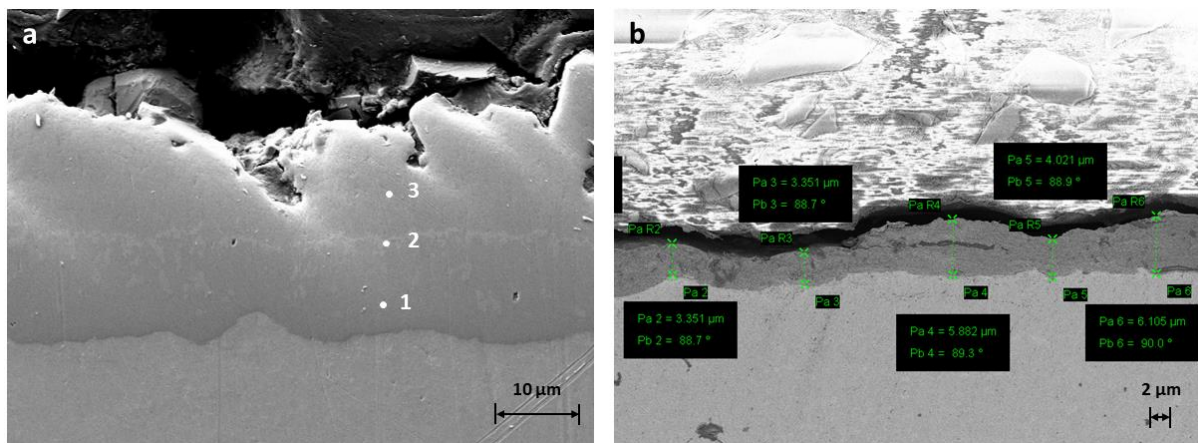 a
3
2
1
10 µm
b
Pa 5 = 4.021 µm
Pb 5 = 88.9 °
Pa 3 = 3.351 µm
Pb 3 = 88.7 °
Pa R4
Pa R6
Pa R2
Pa R3
Pa R5
Pa 2
Pa 3
Pa 4
Pa 5
Pa 6
Pa 2 = 3.351 µm
Pb 2 = 88.7 °
Pa 4 = 5.882 µm
Pb 4 = 89.3 °
Pa 6 = 6.105 µm
Pb 6 = 90.0 °
2 µm